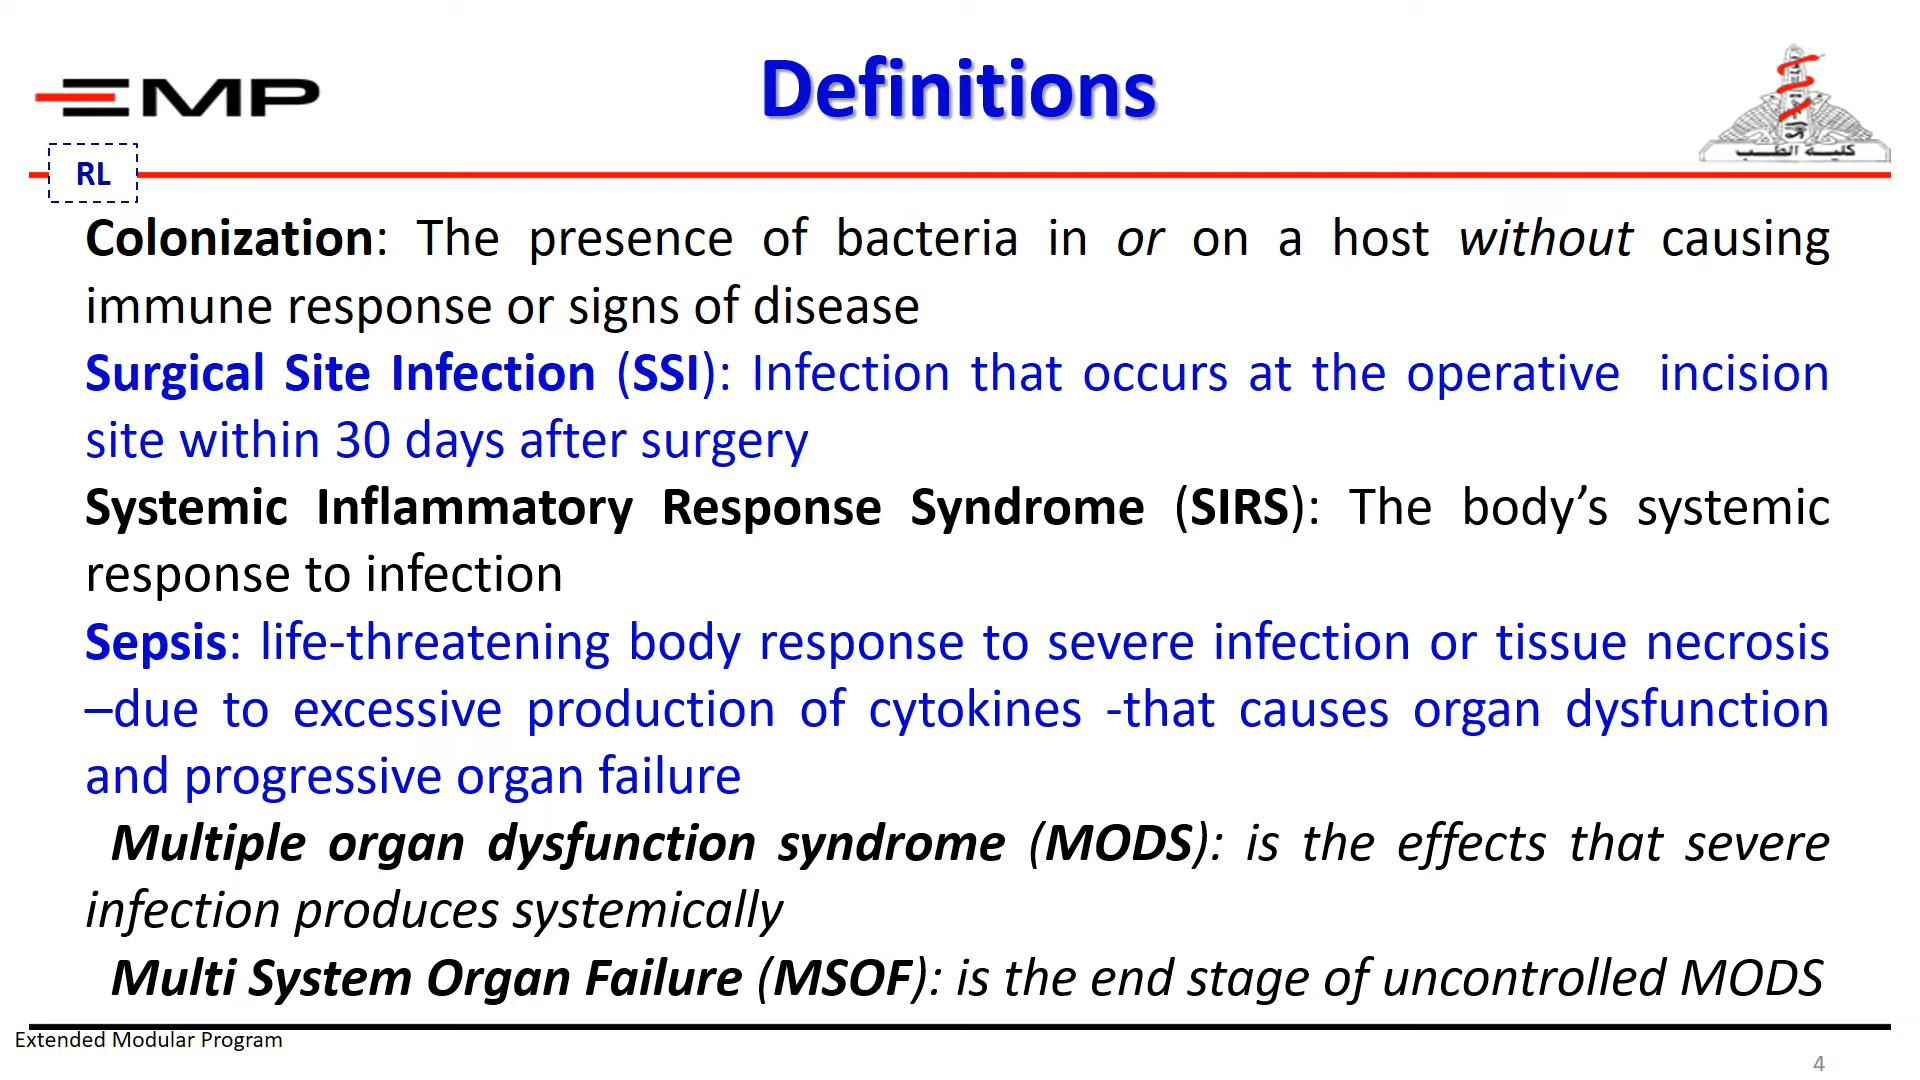 EMP
Definitions
كلية الطب
RL
Colonization: The presence of bacteria in or on a host without causing
immune response or signs of disease
Surgical Site Infection (SSI): Infection that occurs at the operative incision
site within 30 days after surgery
Systemic Inflammatory Response Syndrome (SIRS): The body’s systemic
response to infection
Sepsis: life-threatening body response to severe infection or tissue necrosis
–due to excessive production of cytokines -that causes organ dysfunction
and progressive organ failure
Multiple organ dysfunction syndrome (MODS): is the effects that severe
infection produces systemically
Multi System Organ Failure (MSOF): is the end stage of uncontrolled MODS
Extended Modular Program
4